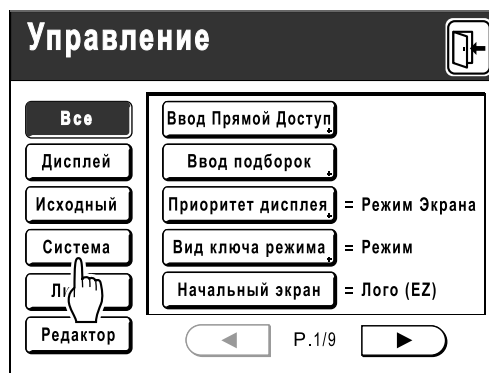 Управление
Все
Ввод Прямой Доступ
Дисплей
Ввод подборок
Исходный
Приоритет дисплея = Режим Экрана
Система
Вид ключа режима = Режим
Начальный экран = Лого (EZ)
Редактор
P.1/9